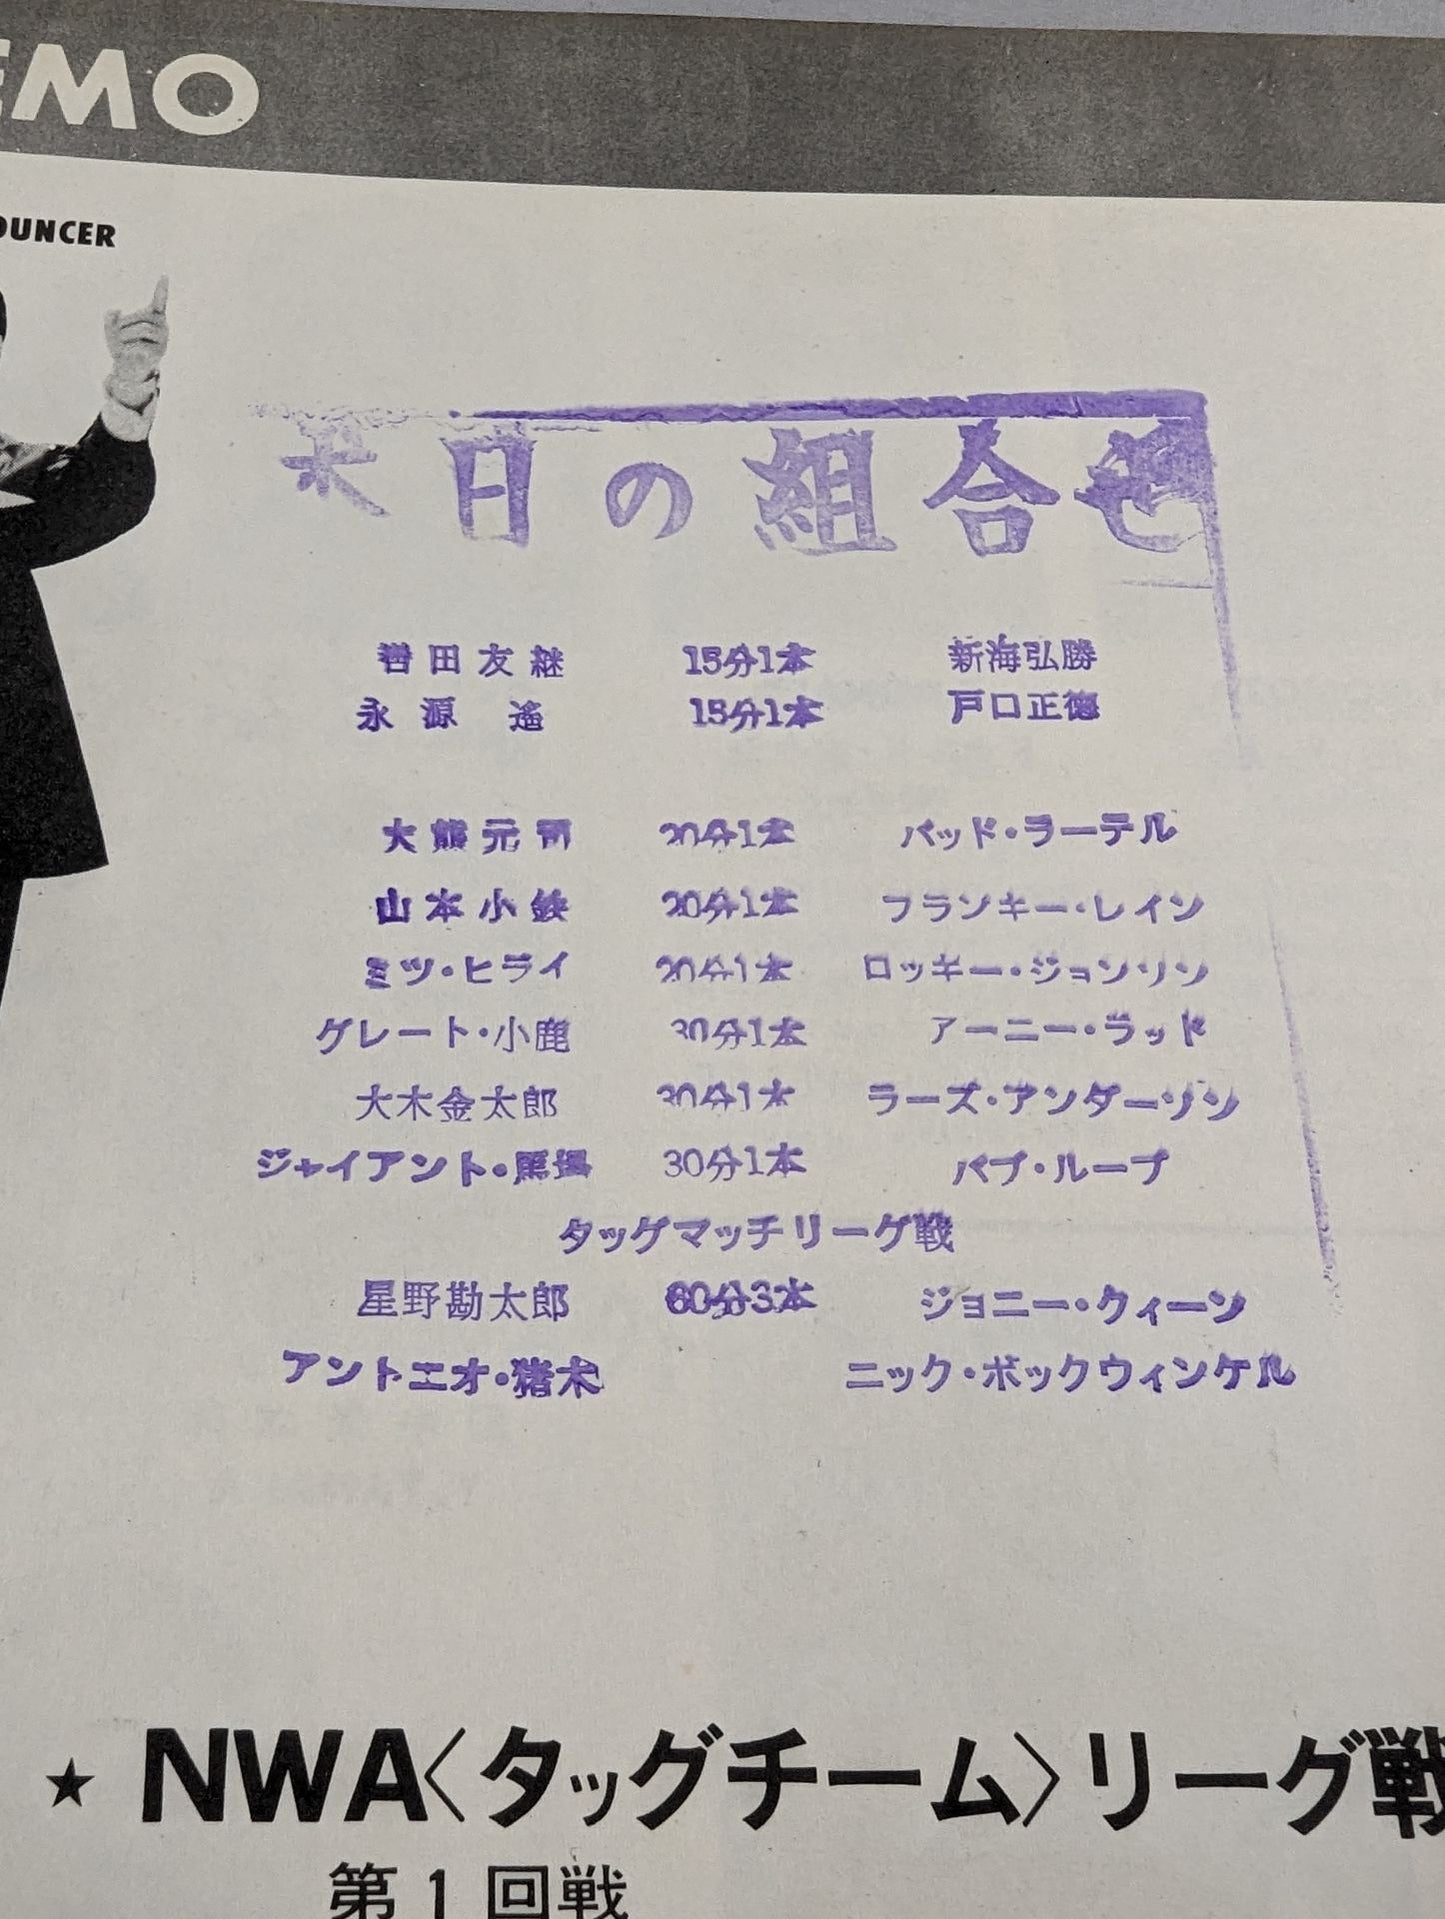 EMO
OUNCER
本日の組合せ
轡田友継 15分1本 新海弘勝
永源遙 15分1本 戸口正徳
大熊元司 20分1本 バッド・ラーテル
山本小鉄 20分1本 フランキー・レイン
ミツ・ヒライ 20分1本 ロッキー・ジョンソン
グレート・小鹿 30分1本 アーニー・ラッド
大木金太郎 30分1本 ラーズ・アンダーソン
ジャイアント・馬場 30分1本 バブ・ループ
タッグマッチリーグ戦
星野勘太郎 60分3本 ジョニー・クィーン
アントニオ・猪木 ニック・ボックウィンケル
★ NWA〈タッグチーム〉リーグ戦
第1回戦